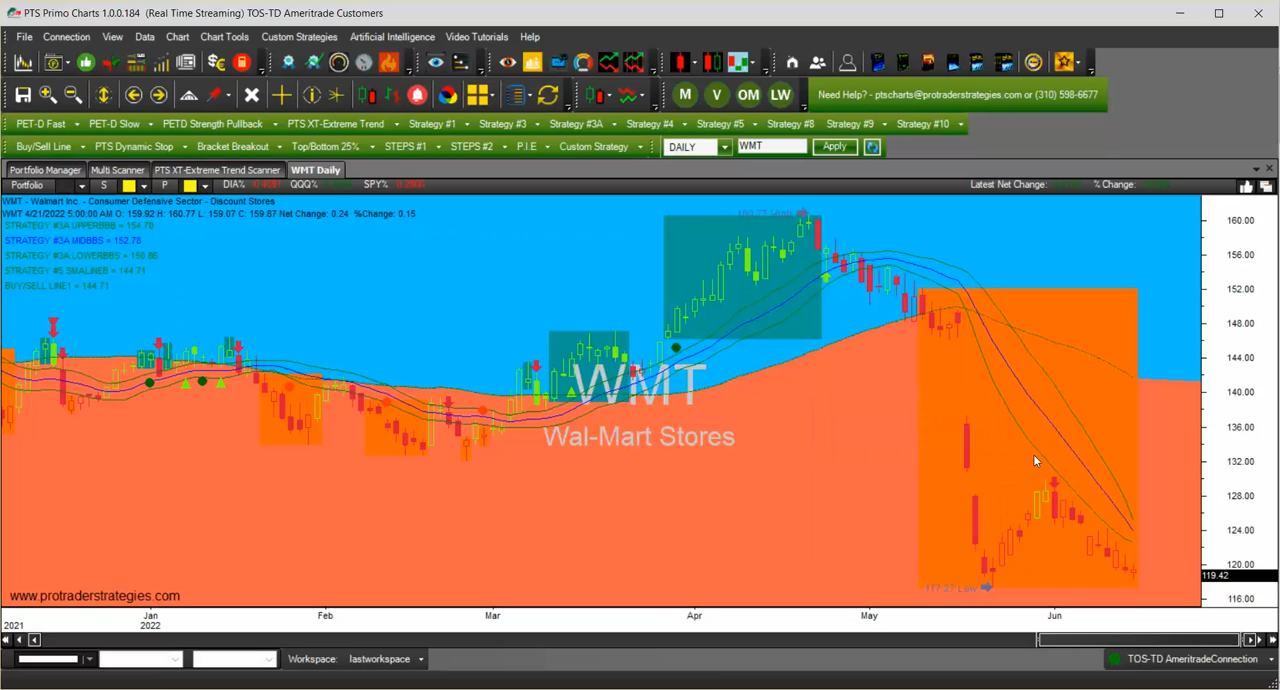 PTS Primo Charts 1.0.0.184 (Real Time Streaming) TOS-TD Ameritrade Customers
File Connection View Data Chart Chart Tools Custom Strategies Artificial Intelligence Video Tutorials Help
M V OM LW Need Help? - ptscharts@protraderstrategies.com or (310) 598-6677
PET-D Fast PET-D Slow PETD Strength Pullback PTS XT-Extreme Trend Strategy #1 Strategy #3 Strategy #3A Strategy #4 Strategy #5 Strategy #8 Strategy #9 Strategy #10
Buy/Sell Line PTS Dynamic Stop Bracket Breakout Top/Bottom 25% STEPS #1 STEPS #2 P.I.E Custom Strategy DAILY WMT Apply
Portfolio Manager Multi Scanner PTS XT-Extreme Trend Scanner WMT Daily
Portfolio S P DIA% QQQ% SPY% Latest Net Change: % Change:
WMT - Walmart Inc. - Consumer Defensive Sector - Discount Stores
WMT 4/21/2022 5:00:00 AM O: 159.92 H: 160.77 L: 159.07 C: 159.87 Net Change: 0.24 %Change: 0.15
STRATEGY #3A UPPERBBB = 154.70
STRATEGY #3A MIDBBS = 152.78
STRATEGY #3A LOWERBBS = 150.86
STRATEGY #5 SMALINEB = 144.71
BUY/SELL LINE1 = 144.71
160.77 High
160.00
156.00
152.00
148.00
144.00
140.00
136.00
132.00
128.00
124.00
120.00
119.42
116.00
WMT
Wal-Mart Stores
117.27 Low
www.protraderstrategies.com
Jan Feb Mar Apr May Jun
2021 2022
Workspace: lastworkspace TOS-TD AmeritradeConnection